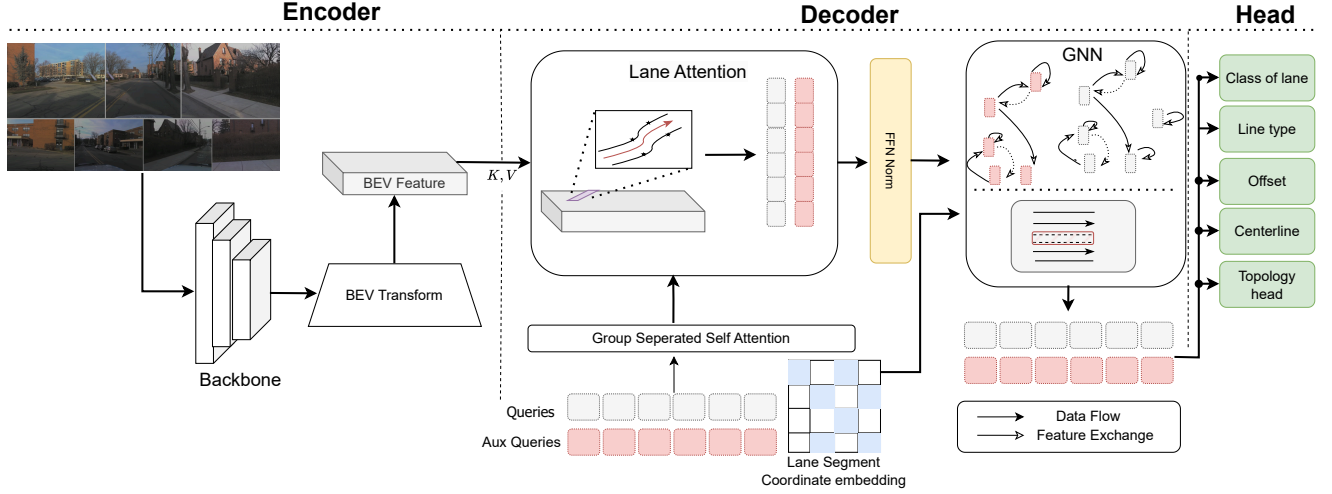 Encoder
Decoder
Head
Lane Attention
GNN
FFN Norm
BEV Feature
K, V
BEV Transform
Backbone
Group Seperated Self Attention
Queries
Aux Queries
Lane Segment
Coordinate embedding
Class of lane
Line type
Offset
Centerline
Topology
head
Data Flow
Feature Exchange